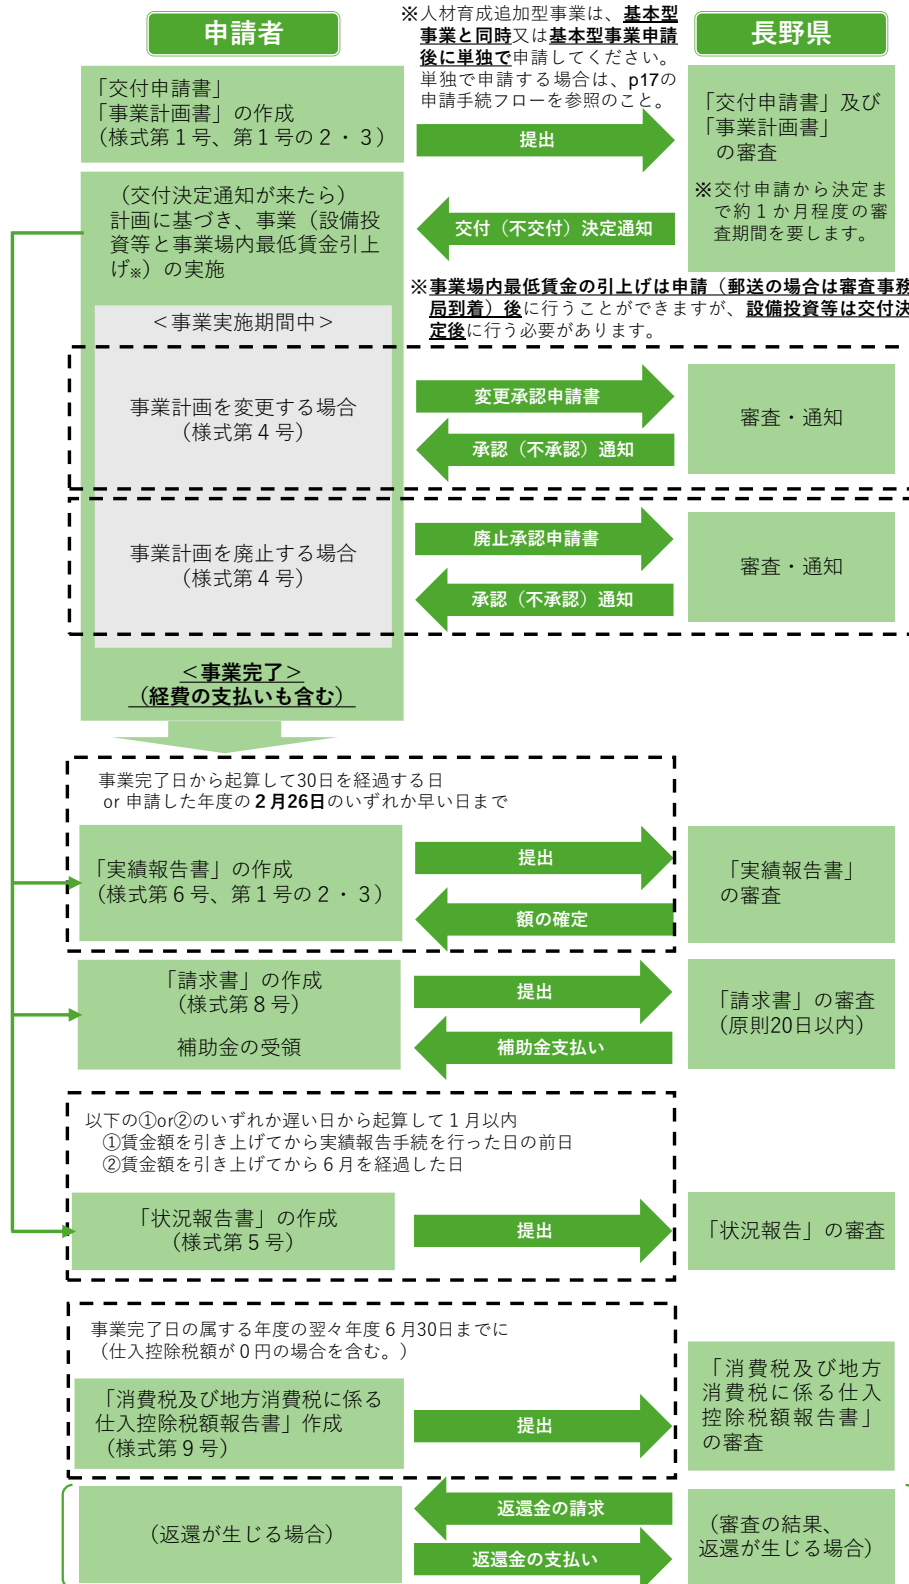 申請者
※人材育成追加型事業は、基本型
事業と同時又は基本型事業申請
後に単独で申請してください。
単独で申請する場合は、p17の
申請手続フローを参照のこと。
長野県
「交付申請書」
「事業計画書」の作成
(様式第１号、第１号の２・３)
提出
「交付申請書」及び
「事業計画書」
の審査
※交付申請から決定ま
で約１か月程度の審
査期間を要します。
(交付決定通知が来たら)
計画に基づき、事業（設備投
資等と事業場内最低賃金引上
げ※）の実施
交付（不交付）決定通知
※事業場内最低賃金の引上げは申請（郵送の場合は審査事務
局到着）後に行うことができますが、設備投資等は交付決
定後に行う必要があります。
＜事業実施期間中＞
事業計画を変更する場合
(様式第４号)
変更承認申請書
承認（不承認）通知
審査・通知
事業計画を廃止する場合
(様式第４号)
廃止承認申請書
承認（不承認）通知
審査・通知
＜事業完了＞
(経費の支払いも含む)
事業完了日から起算して30日を経過する日
or 申請した年度の２月26日のいずれか早い日まで
「実績報告書」の作成
(様式第６号、第１号の２・３)
提出
額の確定
「実績報告書」
の審査
「請求書」の作成
(様式第８号)
補助金の受領
提出
補助金支払い
「請求書」の審査
(原則20日以内)
以下の①or②のいずれか遅い日から起算して１月以内
①賃金額を引き上げてから実績報告手続を行った日の前日
②賃金額を引き上げてから６月を経過した日
「状況報告書」の作成
(様式第５号)
提出
「状況報告」の審査
事業完了日の属する年度の翌々年度６月30日までに
(仕入控除税額が０円の場合を含む。)
「消費税及び地方消費税に係る
仕入控除税額報告書」作成
(様式第９号)
提出
「消費税及び地方
消費税に係る仕入
控除税額報告書」
の審査
(返還が生じる場合)
返還金の請求
返還金の支払い
(審査の結果、
返還が生じる場合)